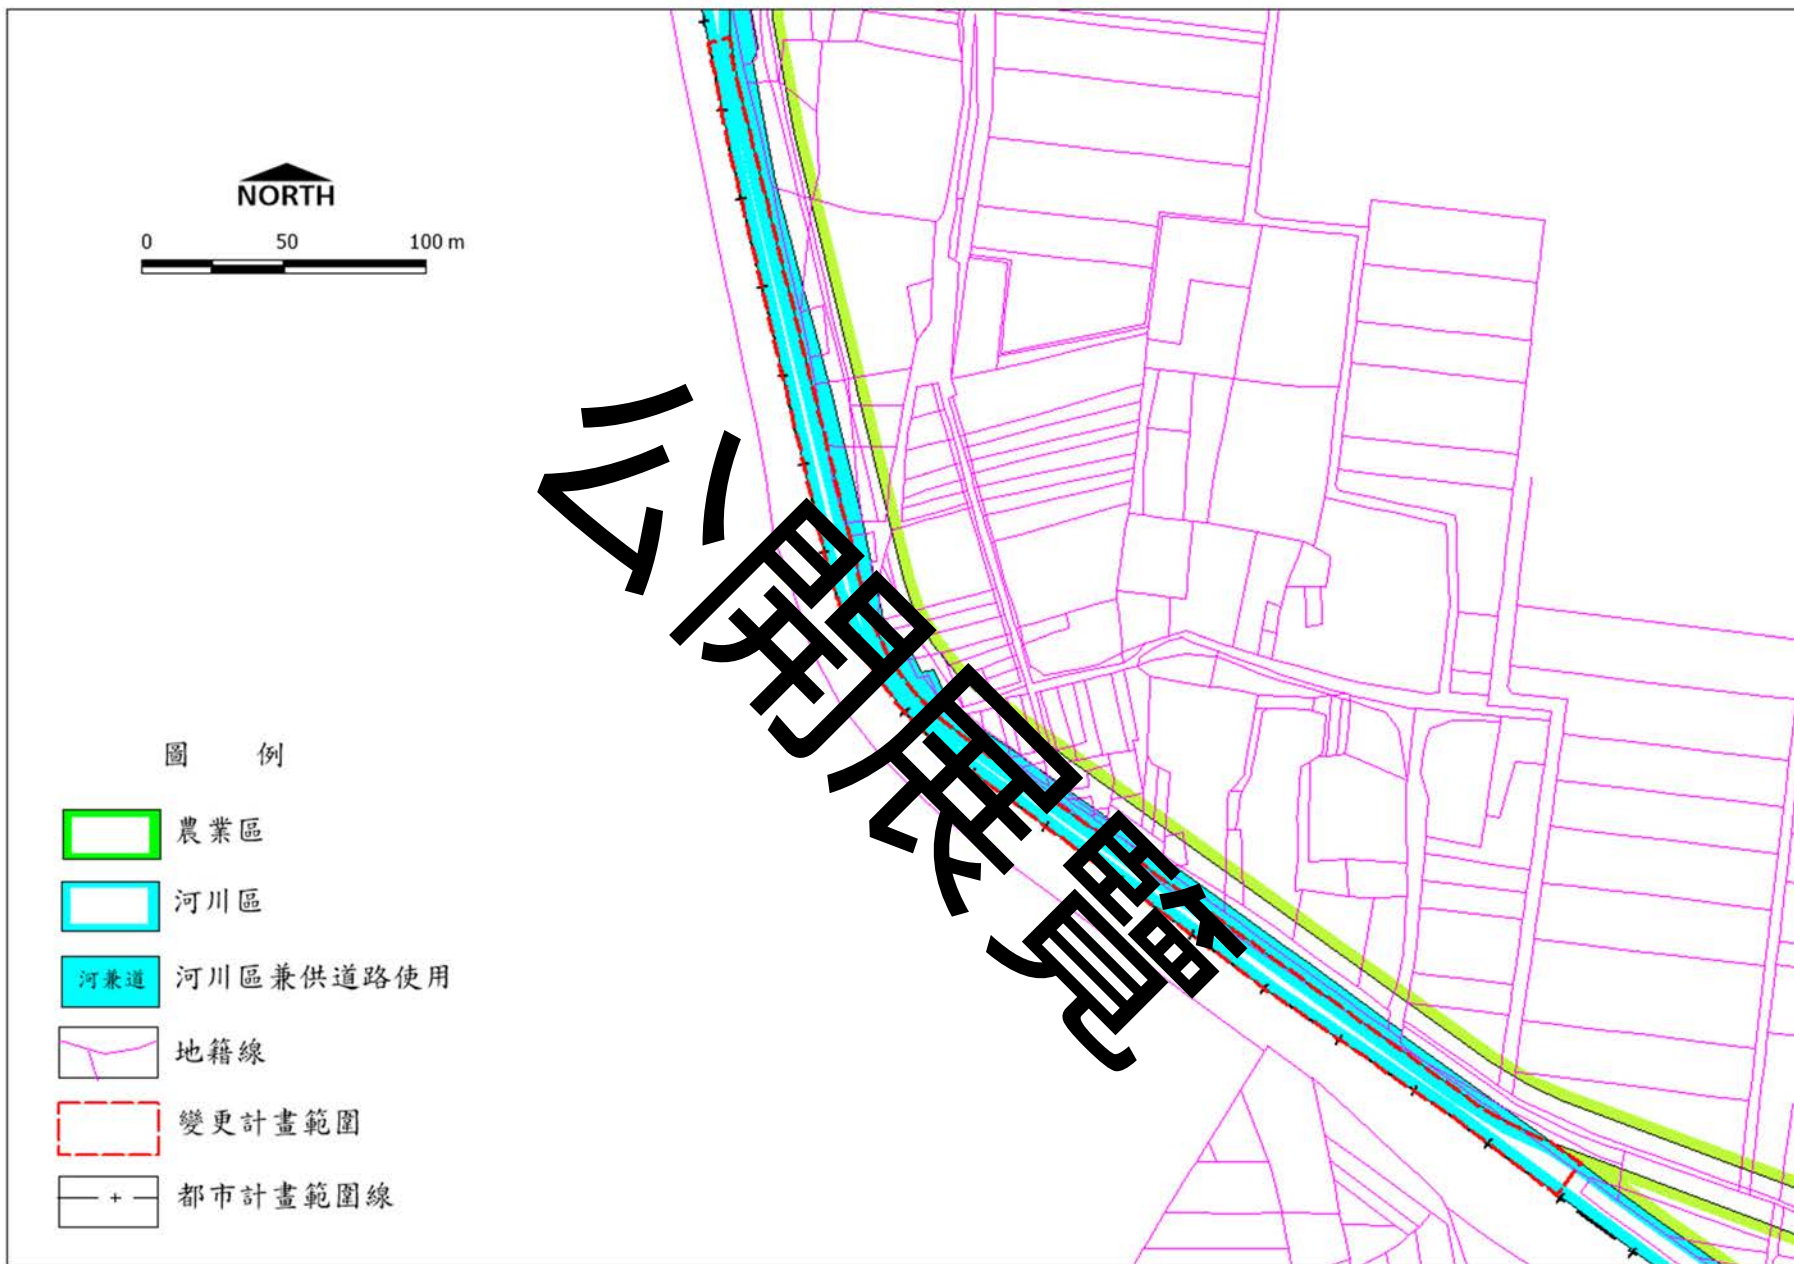 NORTH
0 50 100 m
公開展覽
圖 例
農業區
河川區
河兼道 河川區兼供道路使用
地籍線
變更計畫範圍
都市計畫範圍線